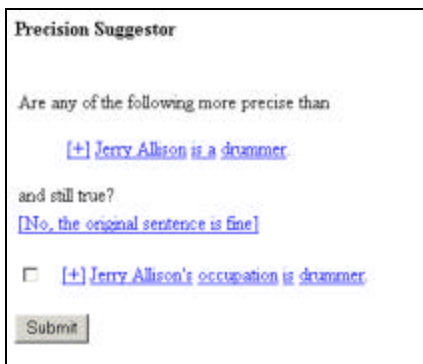 Precision Suggestor
Are any of the following more precise than
[+] Jerry Allison is a drummer.
and still true?
[No, the original sentence is fine]
[+] Jerry Allison's occupation is drummer.
Submit